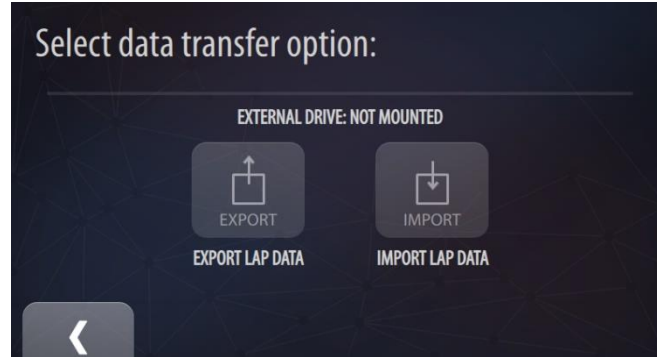 Select data transfer option:
EXTERNAL DRIVE: NOT MOUNTED
EXPORT
IMPORT
EXPORT LAP DATA
IMPORT LAP DATA